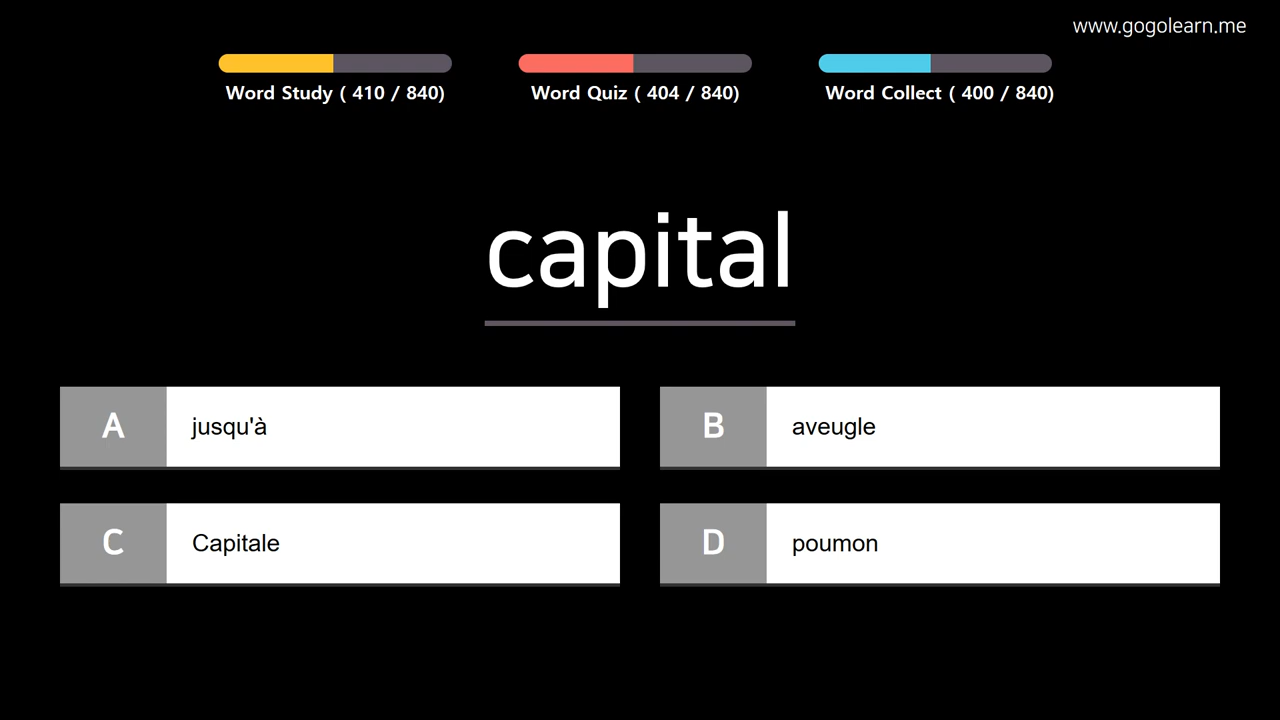 www.gogolearn.me
Word Study ( 410 / 840)
Word Quiz ( 404 / 840)
Word Collect ( 400 / 840)
capital
A jusqu'à
B aveugle
C Capitale
D poumon